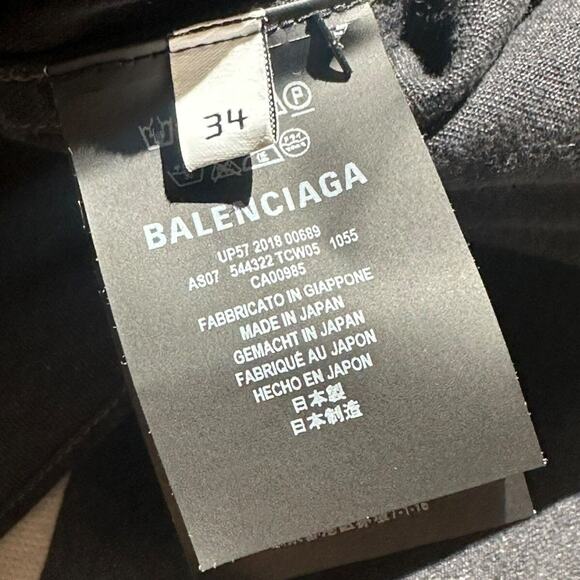 34
P
BALENCIAGA
UP57 2018 00689
AS07 544322 TCW05 1055
CA00985
FABBRICATO IN GIAPPONE
MADE IN JAPAN
GEMACHT IN JAPAN
FABRIQUÉ AU JAPON
HECHO EN JAPON
日本製
日本制造